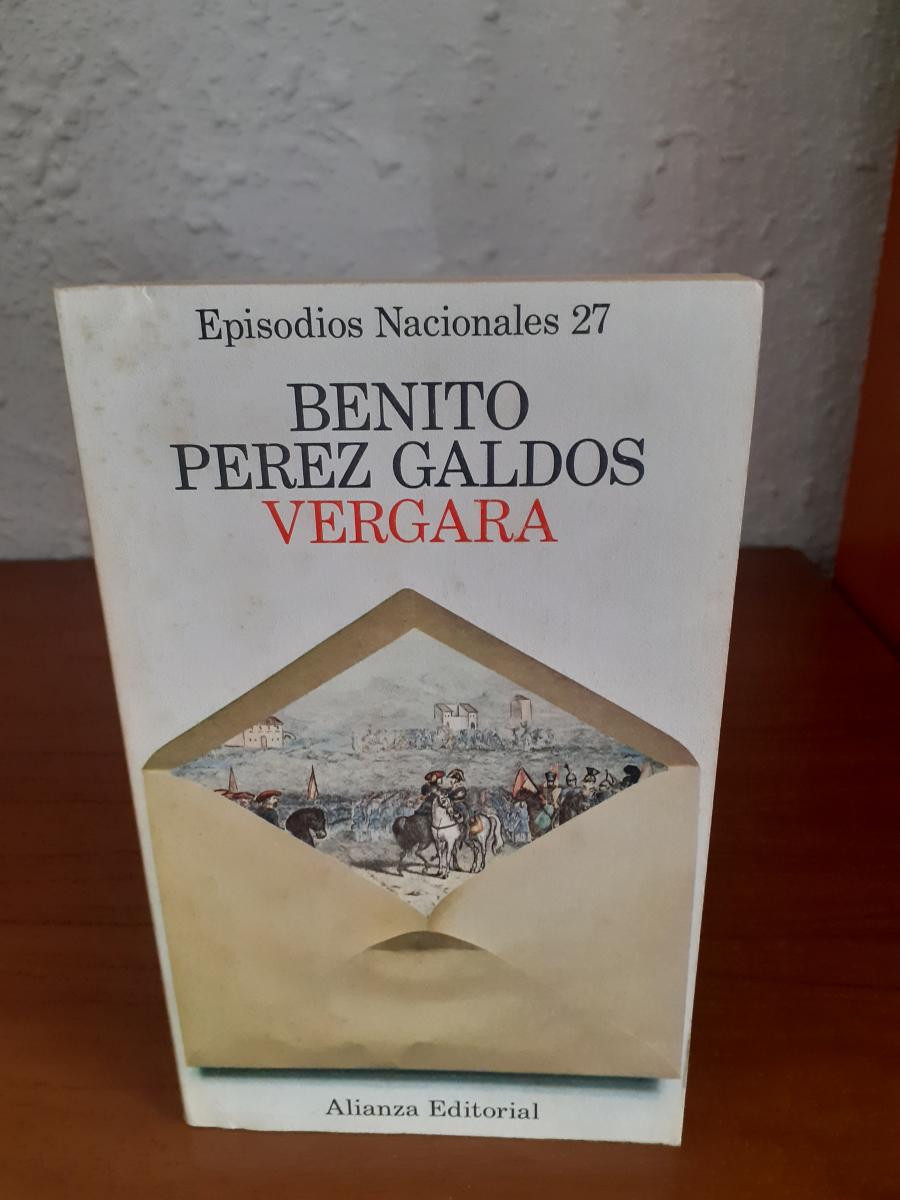 Episodios Nacionales 27
BENITO
PEREZ GALDOS
VERGARA
Alianza Editorial